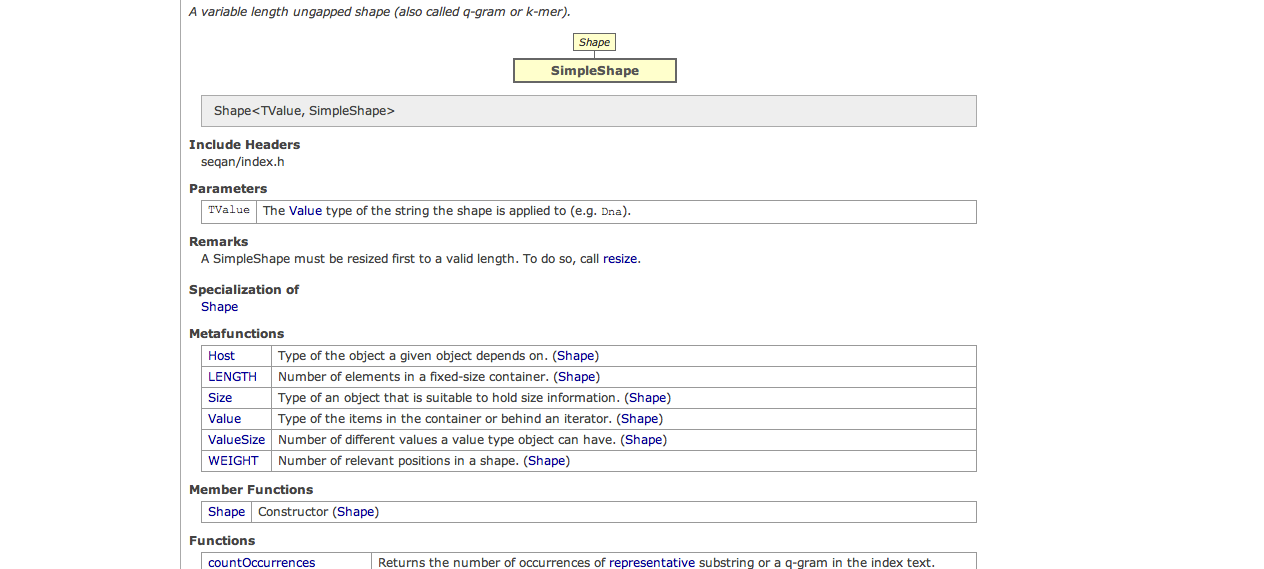 A variable length ungapped shape (also called q-gram or k-mer).
Shape
SimpleShape
Shape<TValue, SimpleShape>
Include Headers
seqan/index.h
Parameters
TValue The Value type of the string the shape is applied to (e.g. Dna).
Remarks
A SimpleShape must be resized first to a valid length. To do so, call resize.
Specialization of
Shape
Metafunctions
Host Type of the object a given object depends on. (Shape)
LENGTH Number of elements in a fixed-size container. (Shape)
Size Type of an object that is suitable to hold size information. (Shape)
Value Type of the items in the container or behind an iterator. (Shape)
ValueSize Number of different values a value type object can have. (Shape)
WEIGHT Number of relevant positions in a shape. (Shape)
Member Functions
Shape Constructor (Shape)
Functions
countOccurrences Returns the number of occurrences of representative substring or a q-gram in the index text.